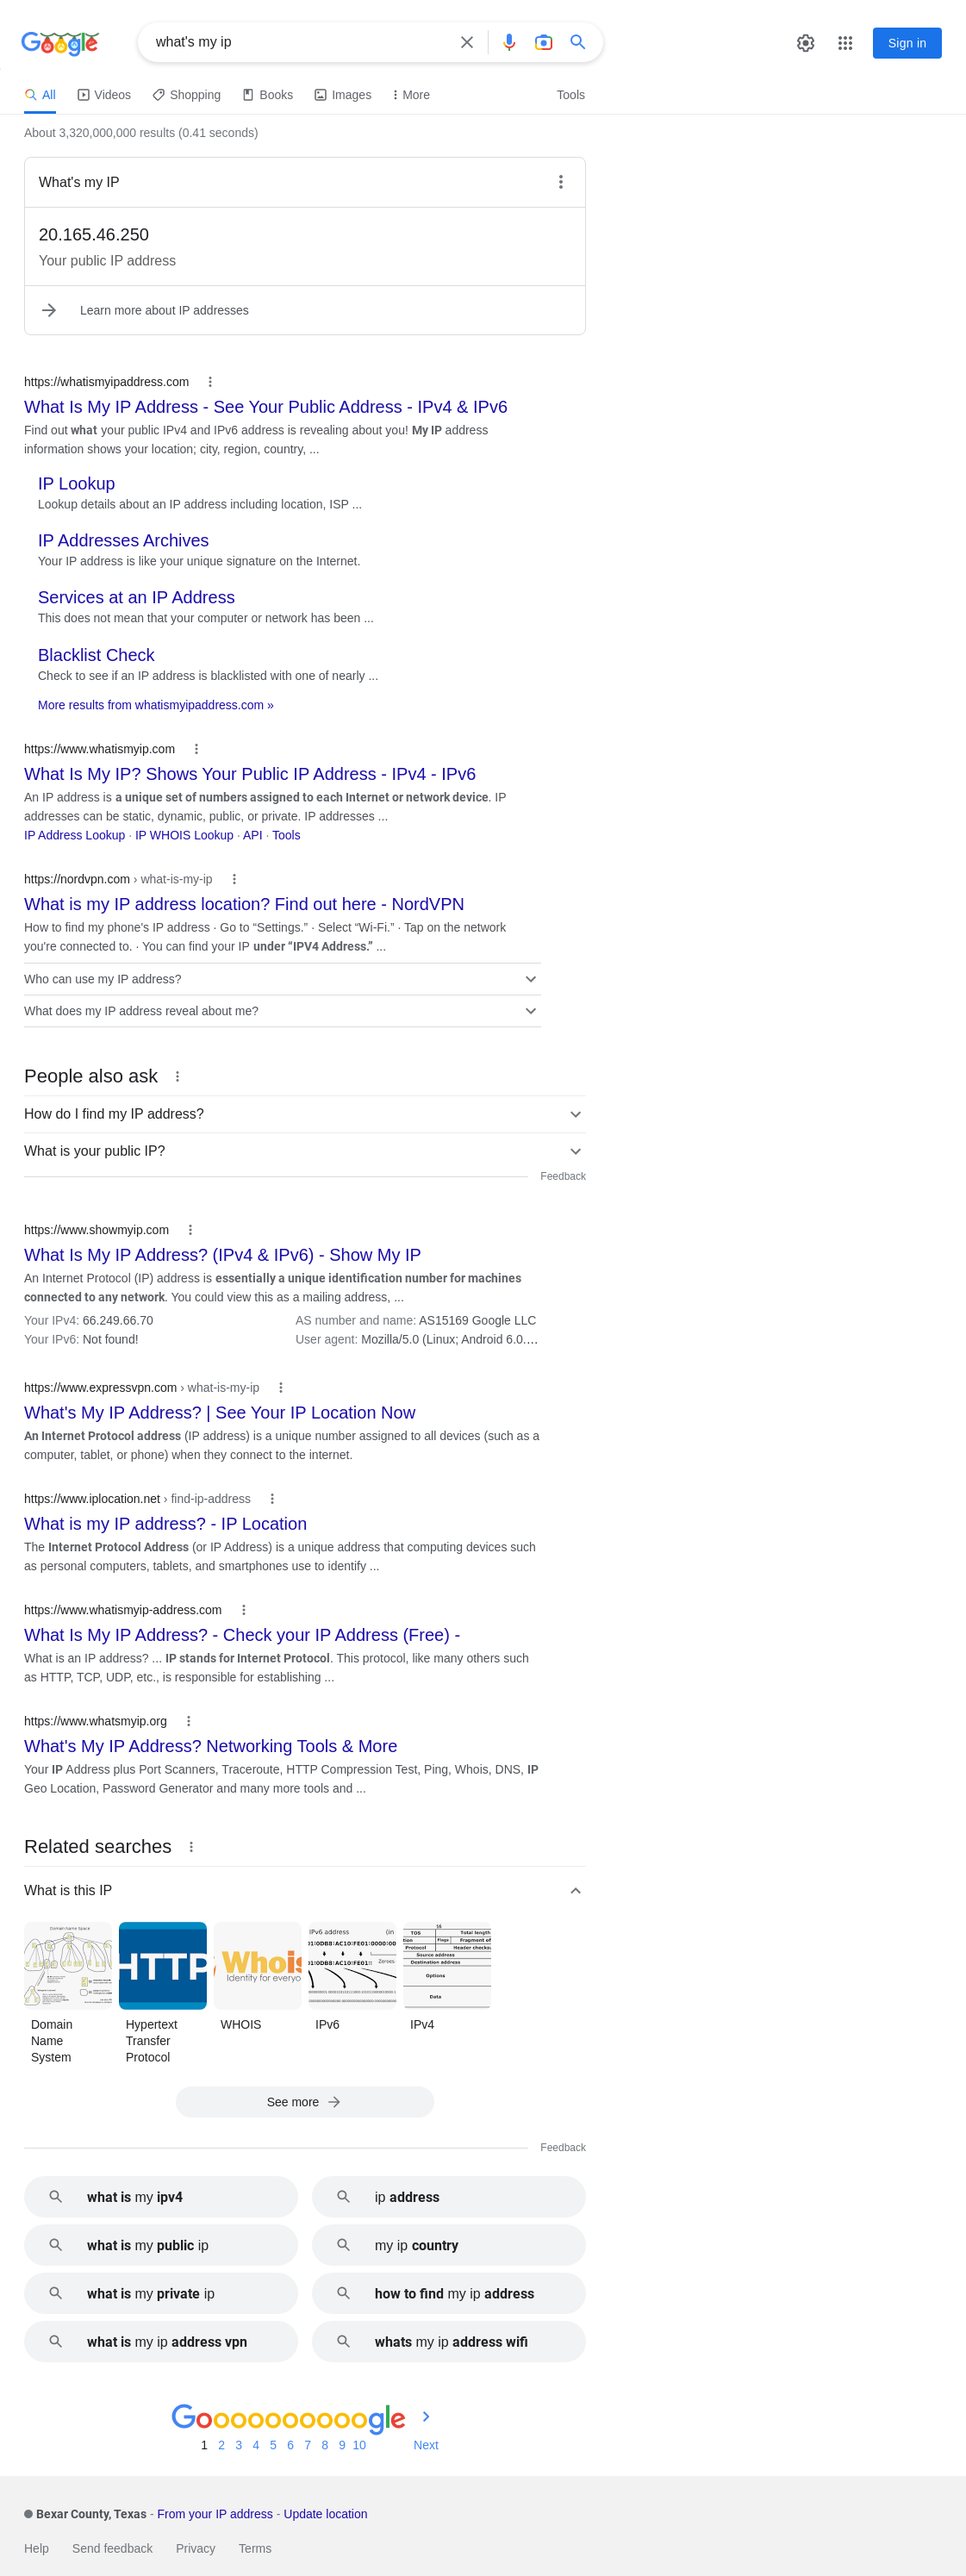 Google
what's my ip
Sign in
All
Videos
Shopping
Books
Images
More
Tools
About 3,320,000,000 results (0.41 seconds)
What's my IP
20.165.46.250
Your public IP address
Learn more about IP addresses
https://whatismyipaddress.com
What Is My IP Address - See Your Public Address - IPv4 & IPv6
Find out what your public IPv4 and IPv6 address is revealing about you! My IP address
information shows your location; city, region, country, ...
IP Lookup
Lookup details about an IP address including location, ISP ...
IP Addresses Archives
Your IP address is like your unique signature on the Internet.
Services at an IP Address
This does not mean that your computer or network has been ...
Blacklist Check
Check to see if an IP address is blacklisted with one of nearly ...
More results from whatismyipaddress.com »
https://www.whatismyip.com
What Is My IP? Shows Your Public IP Address - IPv4 - IPv6
An IP address is a unique set of numbers assigned to each Internet or network device. IP
addresses can be static, dynamic, public, or private. IP addresses ...
IP Address Lookup · IP WHOIS Lookup · API · Tools
https://nordvpn.com › what-is-my-ip
What is my IP address location? Find out here - NordVPN
How to find my phone's IP address · Go to “Settings.” · Select “Wi-Fi.” · Tap on the network
you're connected to. · You can find your IP under “IPV4 Address.” ...
Who can use my IP address?
What does my IP address reveal about me?
People also ask
How do I find my IP address?
What is your public IP?
Feedback
https://www.showmyip.com
What Is My IP Address? (IPv4 & IPv6) - Show My IP
An Internet Protocol (IP) address is essentially a unique identification number for machines
connected to any network. You could view this as a mailing address, ...
Your IPv4: 66.249.66.70
AS number and name: AS15169 Google LLC
Your IPv6: Not found!
User agent: Mozilla/5.0 (Linux; Android 6.0....
https://www.expressvpn.com › what-is-my-ip
What's My IP Address? | See Your IP Location Now
An Internet Protocol address (IP address) is a unique number assigned to all devices (such as a
computer, tablet, or phone) when they connect to the internet.
https://www.iplocation.net › find-ip-address
What is my IP address? - IP Location
The Internet Protocol Address (or IP Address) is a unique address that computing devices such
as personal computers, tablets, and smartphones use to identify ...
https://www.whatismyip-address.com
What Is My IP Address? - Check your IP Address (Free) -
What is an IP address? ... IP stands for Internet Protocol. This protocol, like many others such
as HTTP, TCP, UDP, etc., is responsible for establishing ...
https://www.whatsmyip.org
What's My IP Address? Networking Tools & More
Your IP Address plus Port Scanners, Traceroute, HTTP Compression Test, Ping, Whois, DNS, IP
Geo Location, Password Generator and many more tools and ...
Related searches
What is this IP
Domain Name Space
HTTP
Whois
Identity for everyo
IPv6 address (in
Zeroes
TOS Total length
Flags Fragment of
Protocol Header checks
Source address
Destination address
Options
Data
Domain
Name
System
Hypertext
Transfer
Protocol
WHOIS
IPv6
IPv4
See more
Feedback
what is my ipv4
ip address
what is my public ip
my ip country
what is my private ip
how to find my ip address
what is my ip address vpn
whats my ip address wifi
Goooooooooogle
1 2 3 4 5 6 7 8 9 10 Next
Bexar County, Texas - From your IP address - Update location
Help Send feedback Privacy Terms